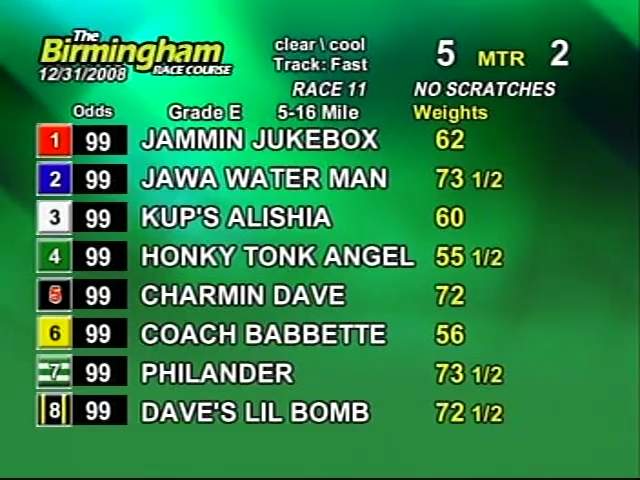 The
Birmingham
RACE COURSE
12/31/2008
clear \ cool
Track: Fast
5 MTR 2
RACE 11 NO SCRATCHES
Odds Grade E 5-16 Mile Weights
1 99 JAMMIN JUKEBOX 62
2 99 JAWA WATER MAN 73 1/2
3 99 KUP'S ALISHIA 60
4 99 HONKY TONK ANGEL 55 1/2
5 99 CHARMIN DAVE 72
6 99 COACH BABBETTE 56
7 99 PHILANDER 73 1/2
8 99 DAVE'S LIL BOMB 72 1/2